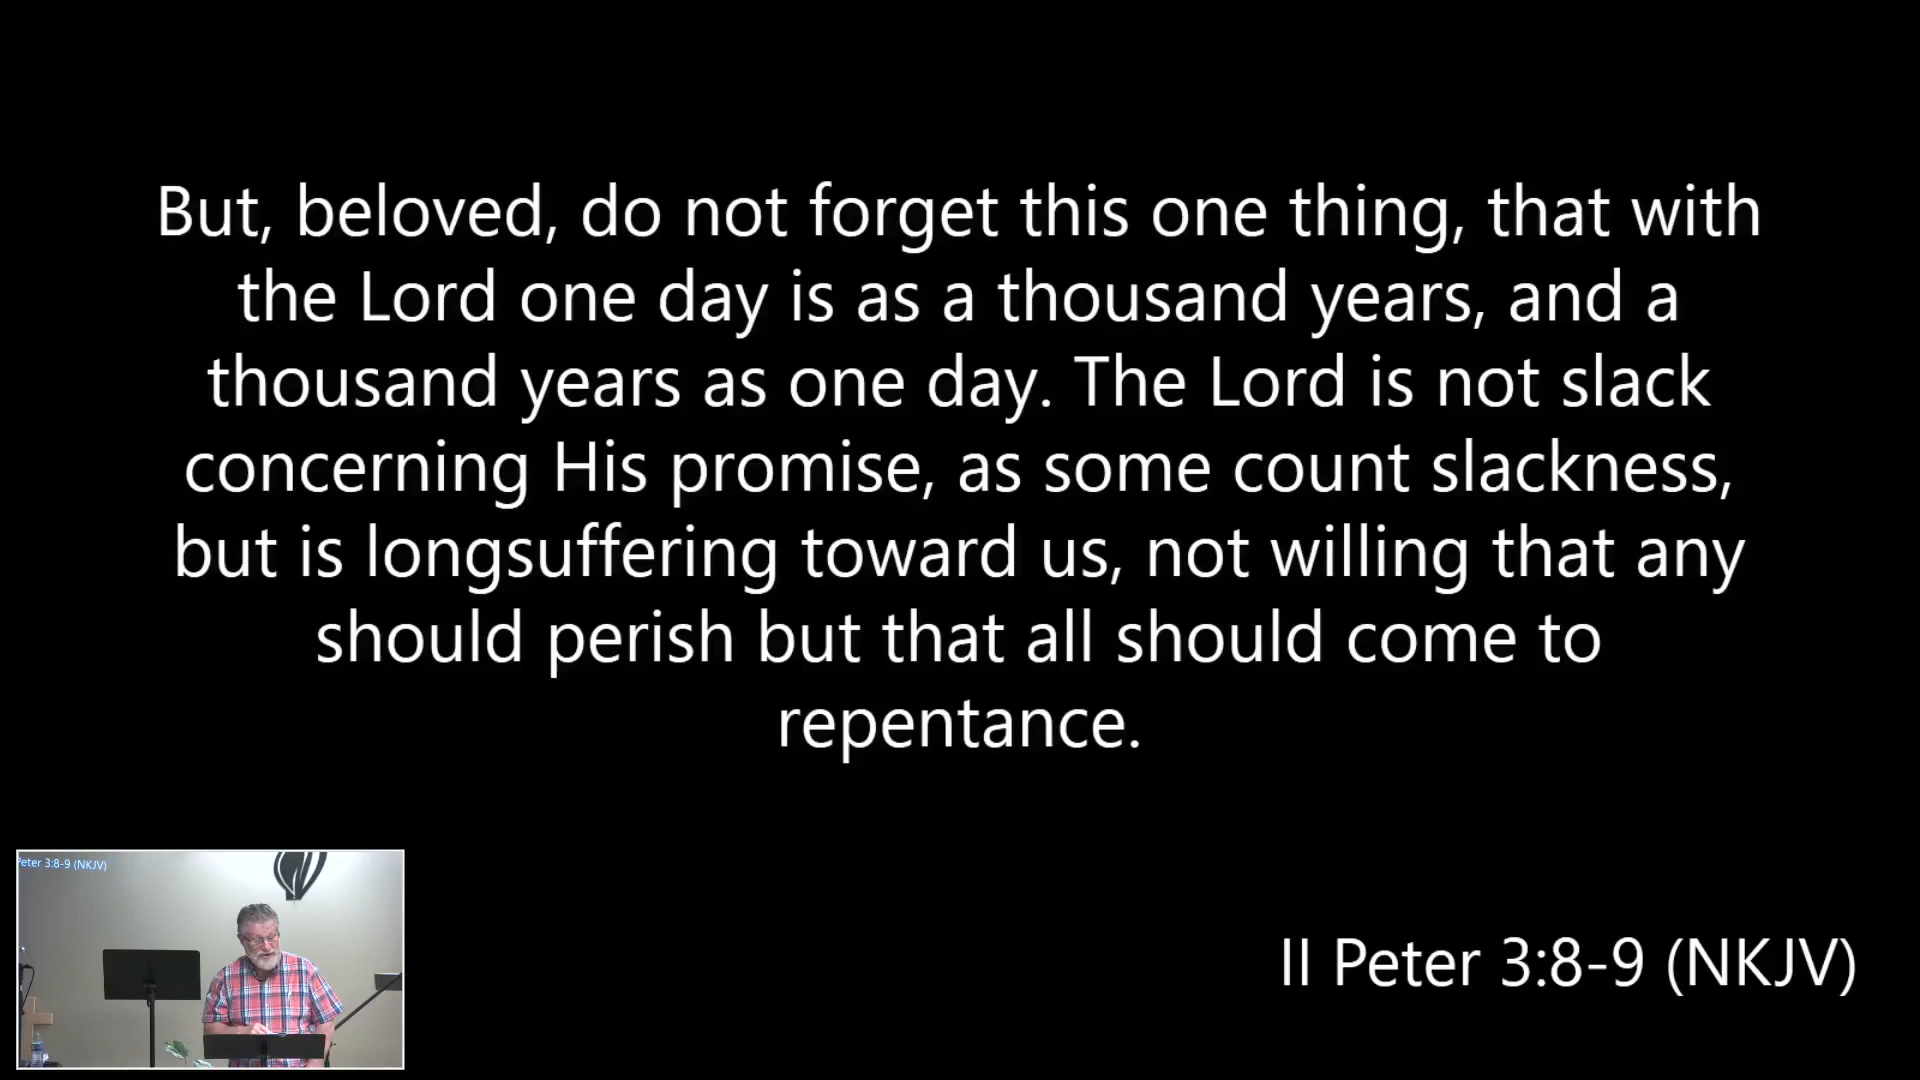 But, beloved, do not forget this one thing, that with
the Lord one day is as a thousand years, and a
thousand years as one day. The Lord is not slack
concerning His promise, as some count slackness,
but is longsuffering toward us, not willing that any
should perish but that all should come to
repentance.
Peter 3:8-9 (NKJV)
II Peter 3:8-9 (NKJV)